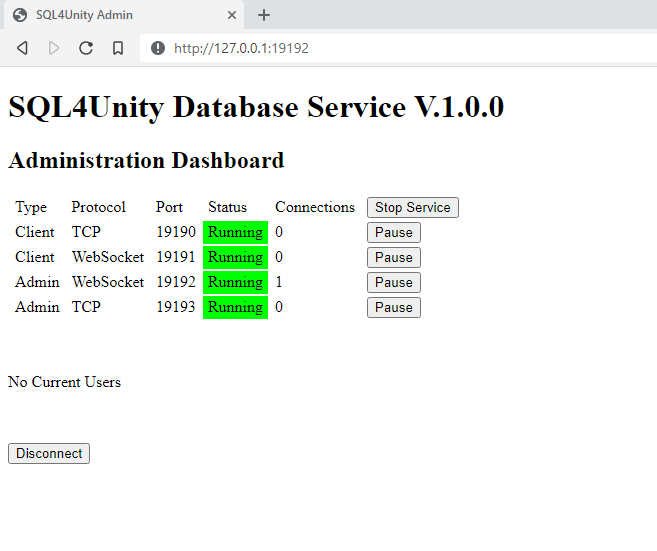 SQL4Unity Admin
http://127.0.0.1:19192
SQL4Unity Database Service V.1.0.0
Administration Dashboard
Type Protocol Port Status Connections Stop Service
Client TCP 19190 Running 0 Pause
Client WebSocket 19191 Running 0 Pause
Admin WebSocket 19192 Running 1 Pause
Admin TCP 19193 Running 0 Pause
No Current Users
Disconnect